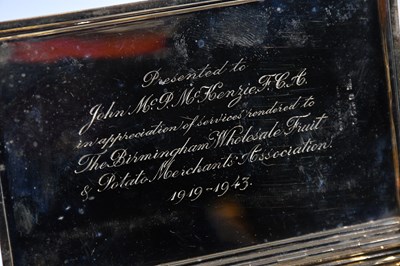 Presented to
John McP. McKenzie, F.C.A.
in appreciation of services rendered to
The Birmingham Wholesale Fruit
& Potato Merchants' Association.
1919-1943.